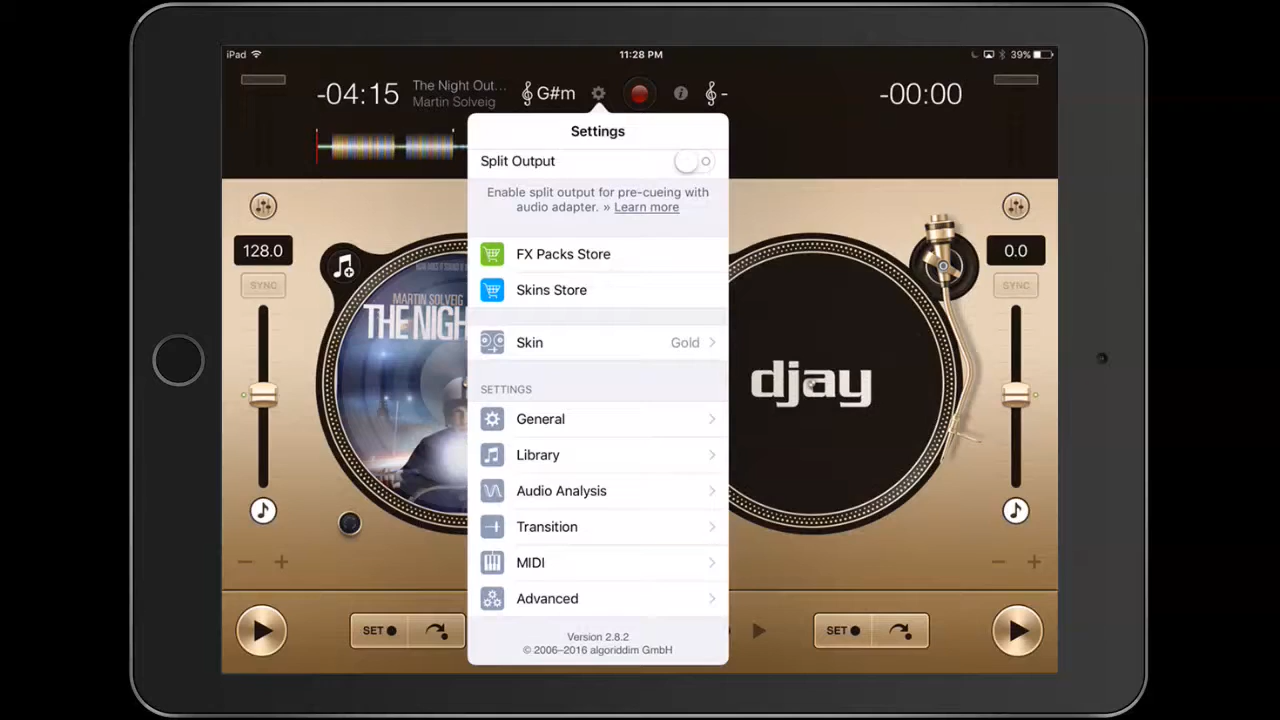 iPad
11:28 PM
39%
-04:15
The Night Out...
Martin Solveig
G#m
-
-00:00
Settings
Split Output
Enable split output for pre-cueing with
audio adapter. » Learn more
FX Packs Store
Skins Store
Skin
Gold
SETTINGS
General
Library
Audio Analysis
Transition
MIDI
Advanced
Version 2.8.2
© 2006–2016 algoriddim GmbH
128.0
SYNC
MARTIN SOLVEIG
THE NIGH
djay
0.0
SYNC
SET
SET